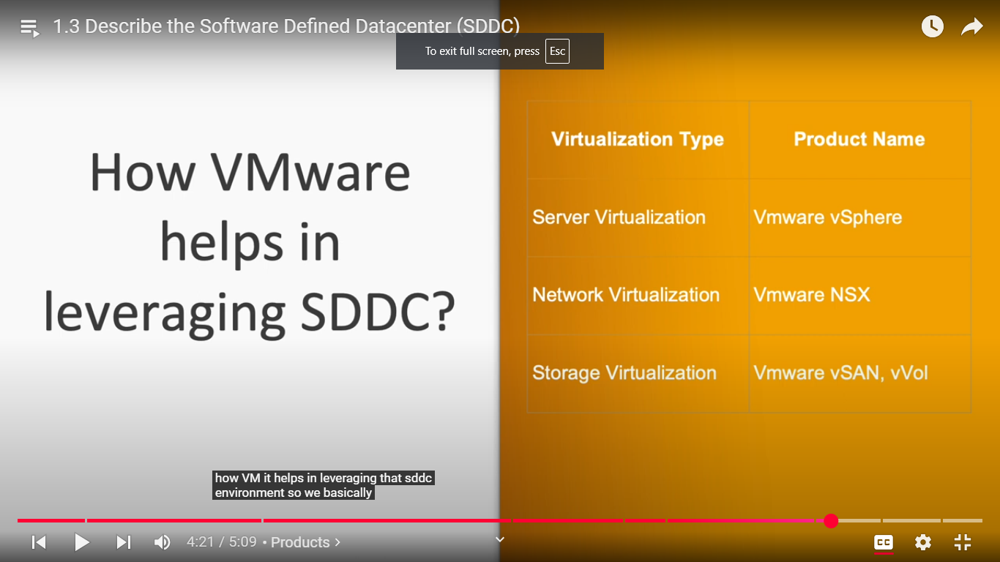 1.3 Describe the Software Defined Datacenter (SDDC)
To exit full screen, press Esc
How VMware
helps in
leveraging SDDC?
Virtualization Type Product Name
Server Virtualization Vmware vSphere
Network Virtualization Vmware NSX
Storage Virtualization Vmware vSAN, vVol
how VM it helps in leveraging that sddc
environment so we basically
4:21 / 5:09 • Products >
CC